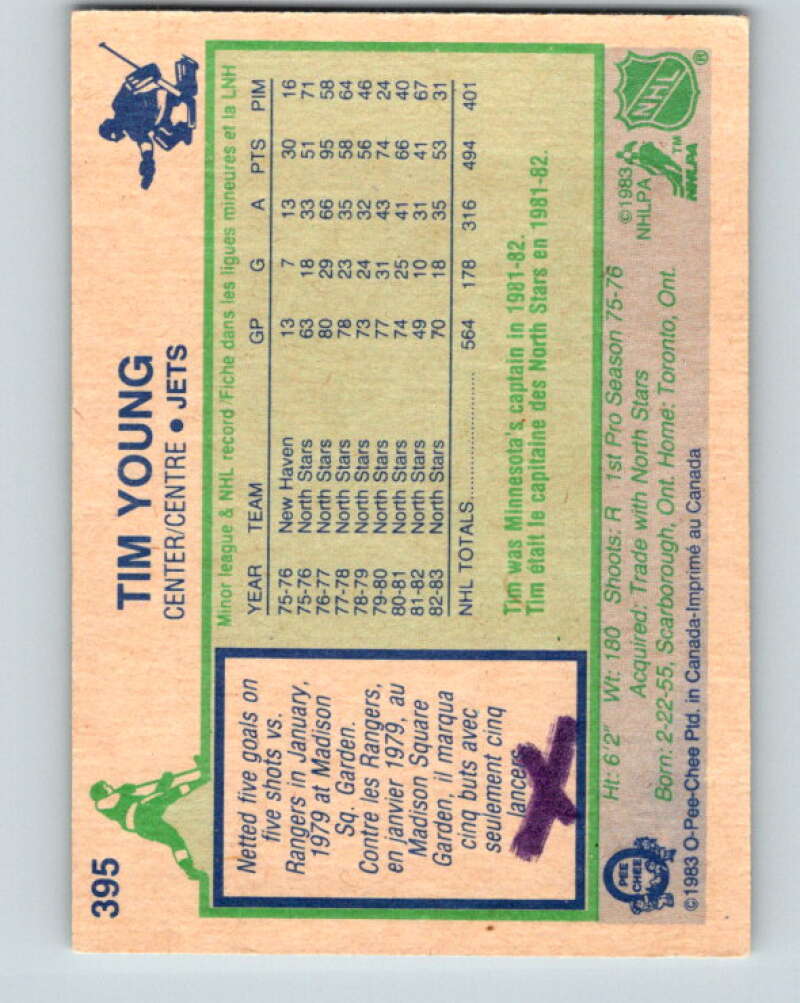 395
TIM YOUNG
CENTER/CENTRE • JETS
Netted five goals on
five shots vs.
Rangers in January,
1979 at Madison
Sq. Garden.
Contre les Rangers,
en janvier 1979, au
Madison Square
Garden, il marqua
cinq buts avec
seulement cinq
lancers
Minor league & NHL record/Fiche dans les ligues mineures et la LNH
YEAR TEAM GP G A PTS PIM
75-76 New Haven 13 7 13 30 16
75-76 North Stars 63 18 33 51 71
76-77 North Stars 80 29 66 95 58
77-78 North Stars 78 23 35 58 64
78-79 North Stars 73 24 32 56 46
79-80 North Stars 77 31 43 74 24
80-81 North Stars 74 25 41 66 40
81-82 North Stars 49 10 31 41 67
82-83 North Stars 70 18 35 53 31
NHL TOTALS 564 178 316 494 401
Tim was Minnesota's captain in 1981-82.
Tim était le capitaine des North Stars en 1981-82.
Ht: 6'2" Wt: 180 Shoots: R 1st Pro Season 75-76
Acquired: Trade with North Stars
Born: 2-22-55, Scarborough, Ont. Home: Toronto, Ont.
©1983 O-Pee-Chee Ptd. in Canada-Imprimé au Canada
O
PEE
CHEE
©1983
NHLPA
NHL ®
NHLPA TM